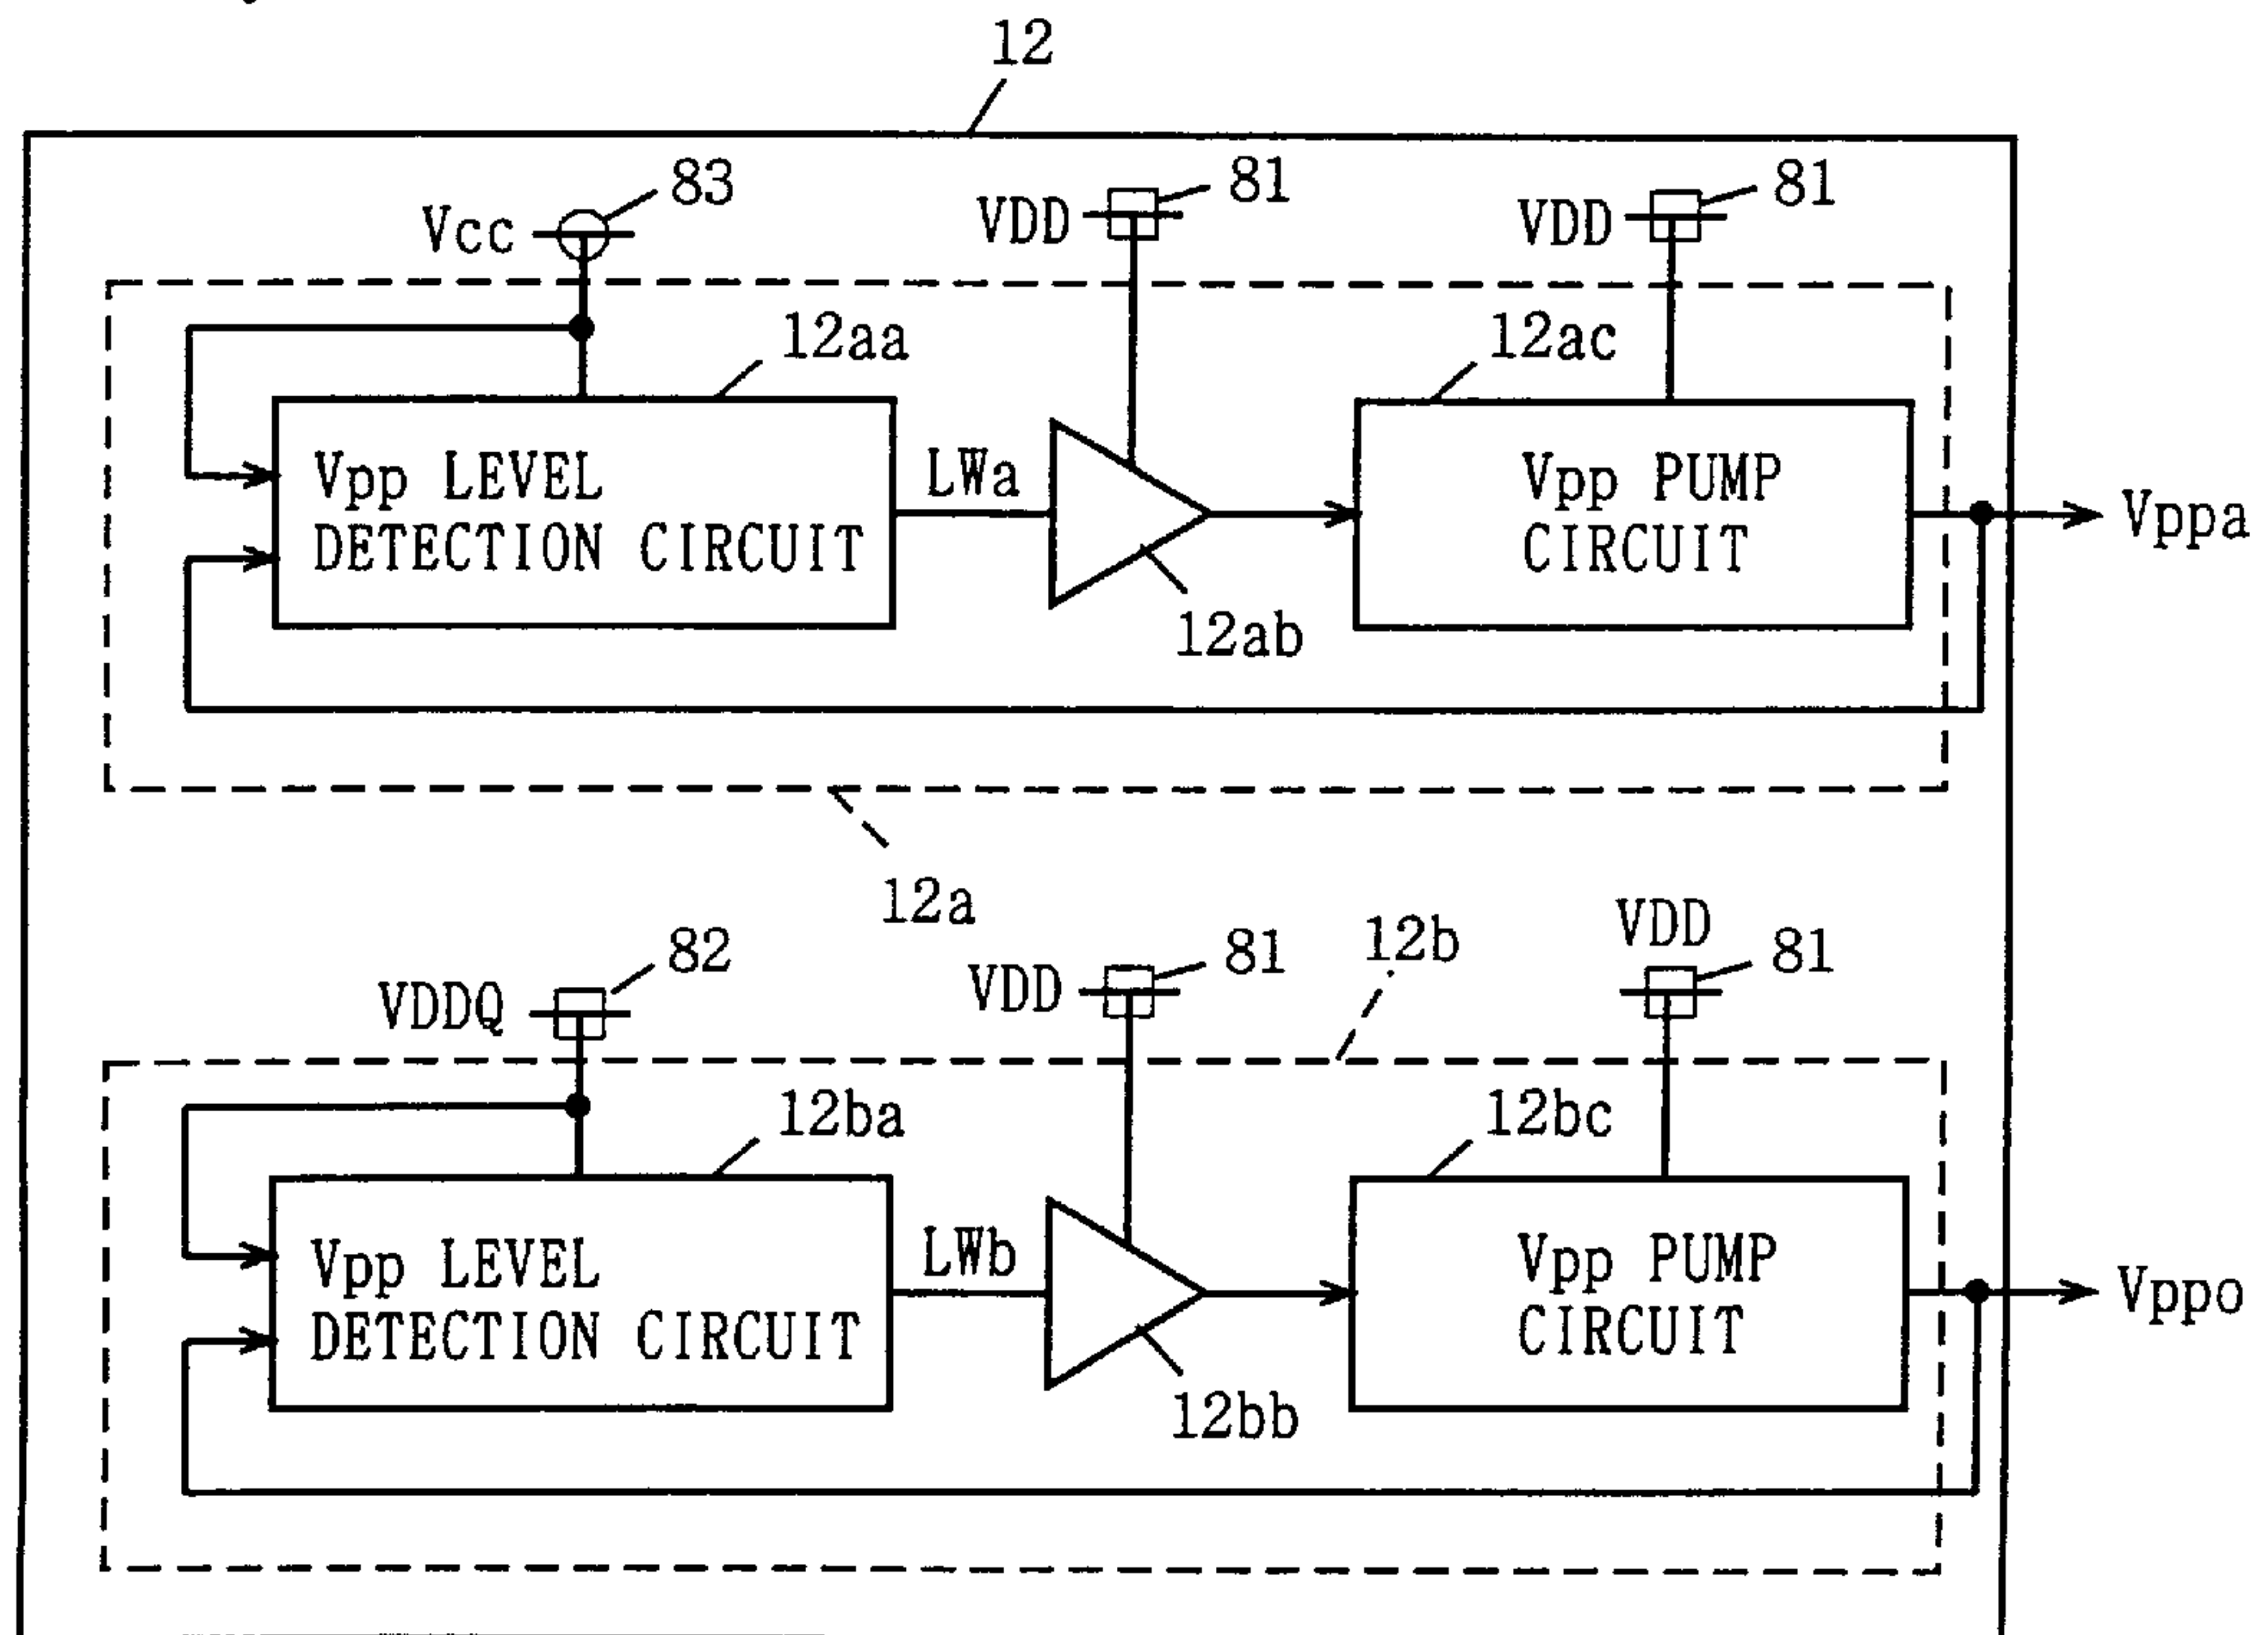 12
83
81
81
Vcc
VDD
VDD
12aa
12ac
Vpp LEVEL
DETECTION CIRCUIT
LWa
Vpp PUMP
CIRCUIT
Vppa
12ab
12a
12b
VDD
82
81
81
VDDQ
VDD
12ba
12bc
Vpp LEVEL
DETECTION CIRCUIT
LWb
Vpp PUMP
CIRCUIT
Vppo
12bb